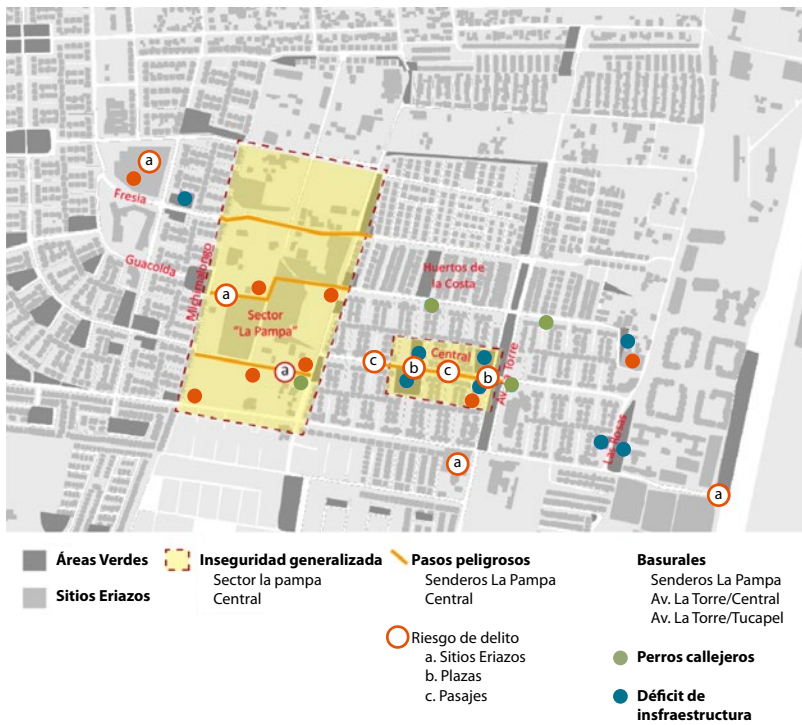 a
Fresia
Guacolda
Michimalongo
Huertos de
la Costa
a
Sector
"La Pampa"
a
c
Central
b
c
b
Av. La Torre
a
Las Rosas
a
Áreas Verdes
Sitios Eriazos
Inseguridad generalizada
Sector la pampa
Central
Pasos peligrosos
Senderos La Pampa
Central
Riesgo de delito
a. Sitios Eriazos
b. Plazas
c. Pasajes
Basurales
Senderos La Pampa
Av. La Torre/Central
Av. La Torre/Tucapel
Perros callejeros
Déficit de
insfraestructura